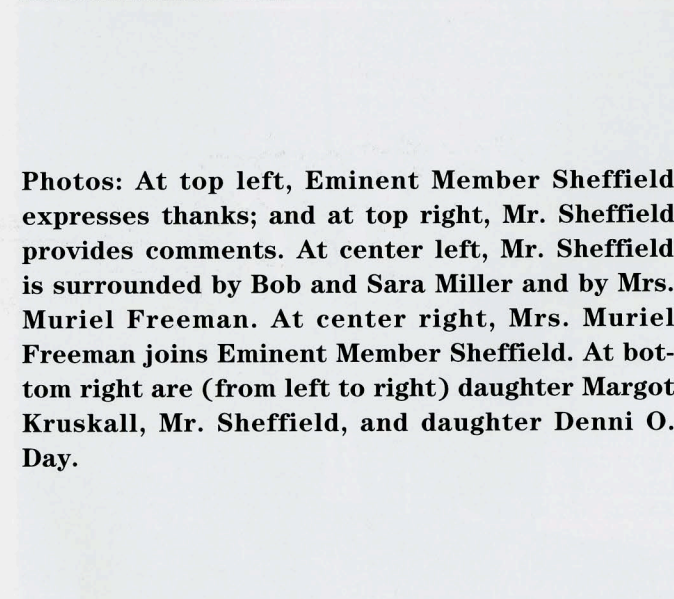 Photos: At top left, Eminent Member Sheffield
expresses thanks; and at top right, Mr. Sheffield
provides comments. At center left, Mr. Sheffield
is surrounded by Bob and Sara Miller and by Mrs.
Muriel Freeman. At center right, Mrs. Muriel
Freeman joins Eminent Member Sheffield. At bot-
tom right are (from left to right) daughter Margot
Kruskall, Mr. Sheffield, and daughter Denni O.
Day.